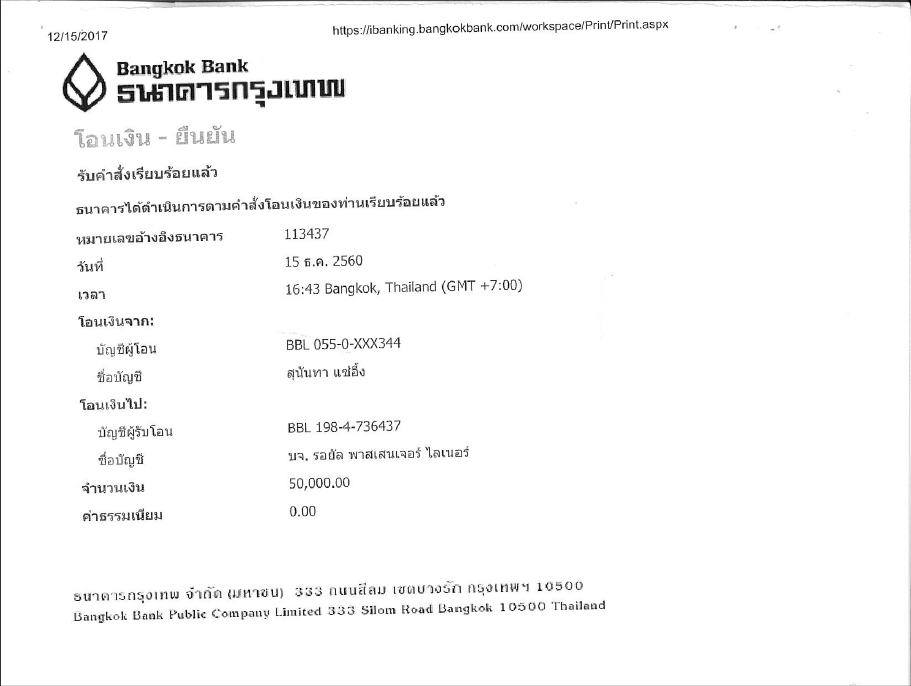 12/15/2017
https://ibanking.bangkokbank.com/workspace/Print/Print.aspx
Bangkok Bank
ธนาคารกรุงเทพ
โอนเงิน - ยืนยัน
รับคำสั่งเรียบร้อยแล้ว
ธนาคารได้ดำเนินการตามคำสั่งโอนเงินของท่านเรียบร้อยแล้ว
หมายเลขอ้างอิงธนาคาร 113437
วันที่ 15 ธ.ค. 2560
เวลา 16:43 Bangkok, Thailand (GMT +7:00)
โอนเงินจาก:
บัญชีผู้โอน BBL 055-0-XXX344
ชื่อบัญชี สุนันทา แซ่อึ้ง
โอนเงินไป:
บัญชีผู้รับโอน BBL 198-4-736437
ชื่อบัญชี บจ. รอยัล พาสเสนเจอร์ ไลเนอร์
จำนวนเงิน 50,000.00
ค่าธรรมเนียม 0.00
ธนาคารกรุงเทพ จำกัด (มหาชน) 333 ถนนสีลม เขตบางรัก กรุงเทพฯ 10500
Bangkok Bank Public Company Limited 333 Silom Road Bangkok 10500 Thailand